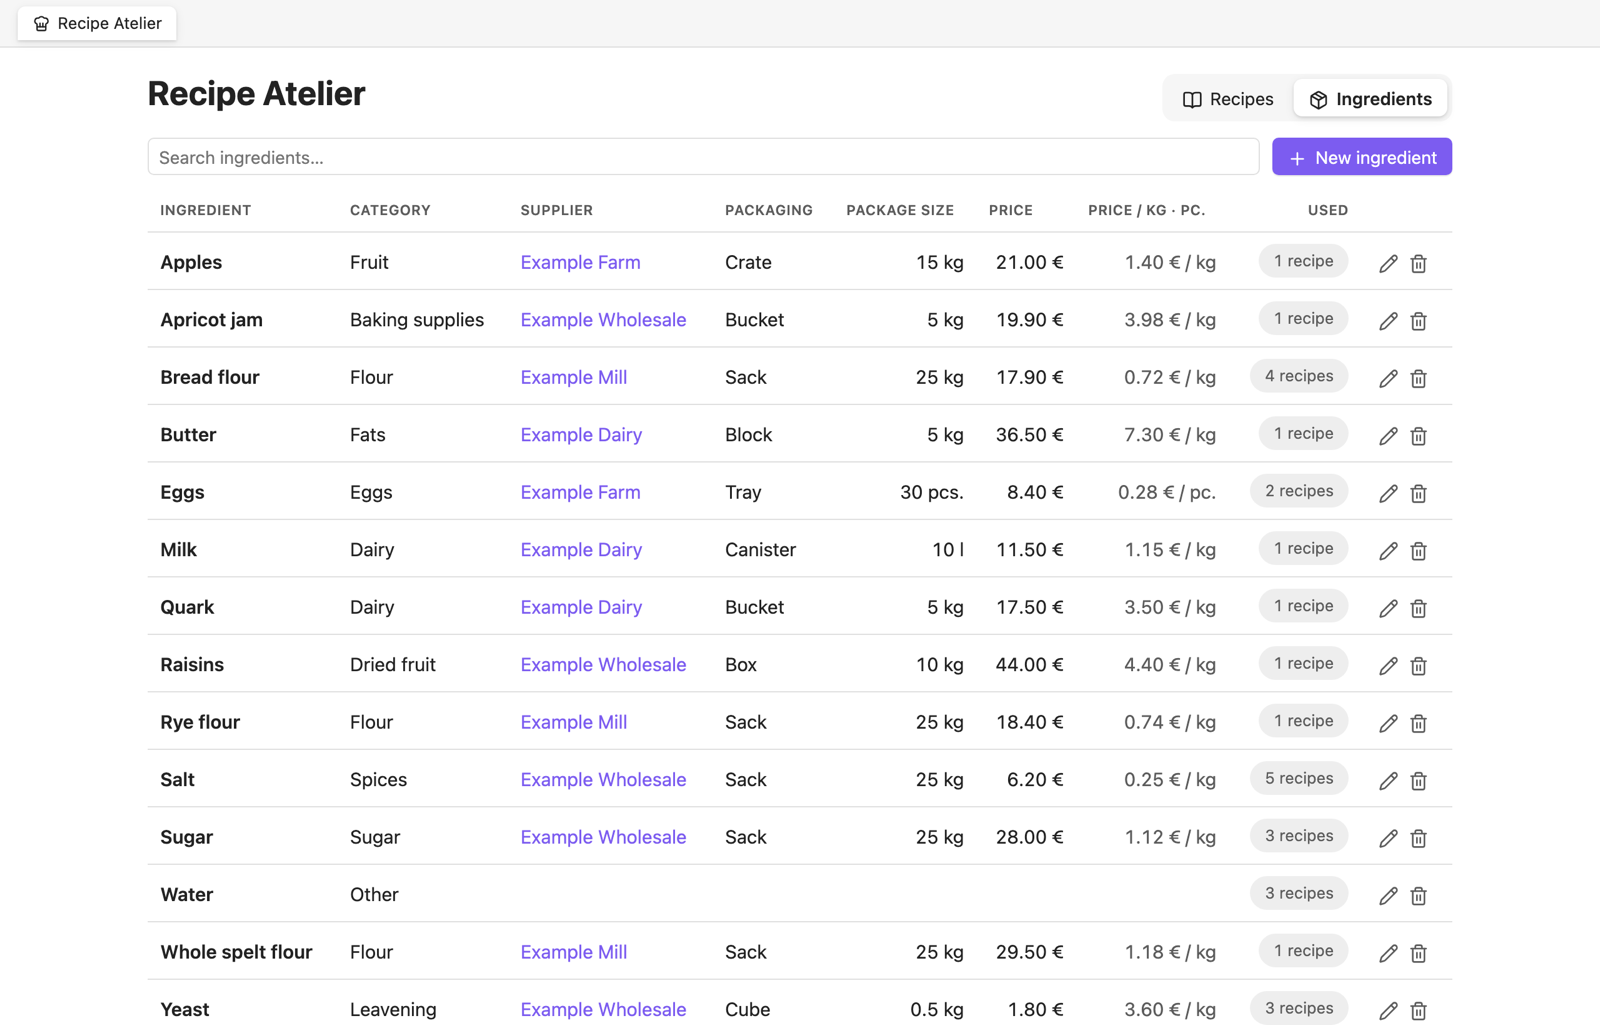 Recipe Atelier
Recipe Atelier
Recipes Ingredients
Search ingredients... + New ingredient
INGREDIENT CATEGORY SUPPLIER PACKAGING PACKAGE SIZE PRICE PRICE / KG · PC. USED
Apples Fruit Example Farm Crate 15 kg 21.00 € 1.40 € / kg 1 recipe
Apricot jam Baking supplies Example Wholesale Bucket 5 kg 19.90 € 3.98 € / kg 1 recipe
Bread flour Flour Example Mill Sack 25 kg 17.90 € 0.72 € / kg 4 recipes
Butter Fats Example Dairy Block 5 kg 36.50 € 7.30 € / kg 1 recipe
Eggs Eggs Example Farm Tray 30 pcs. 8.40 € 0.28 € / pc. 2 recipes
Milk Dairy Example Dairy Canister 10 l 11.50 € 1.15 € / kg 1 recipe
Quark Dairy Example Dairy Bucket 5 kg 17.50 € 3.50 € / kg 1 recipe
Raisins Dried fruit Example Wholesale Box 10 kg 44.00 € 4.40 € / kg 1 recipe
Rye flour Flour Example Mill Sack 25 kg 18.40 € 0.74 € / kg 1 recipe
Salt Spices Example Wholesale Sack 25 kg 6.20 € 0.25 € / kg 5 recipes
Sugar Sugar Example Wholesale Sack 25 kg 28.00 € 1.12 € / kg 3 recipes
Water Other 3 recipes
Whole spelt flour Flour Example Mill Sack 25 kg 29.50 € 1.18 € / kg 1 recipe
Yeast Leavening Example Wholesale Cube 0.5 kg 1.80 € 3.60 € / kg 3 recipes